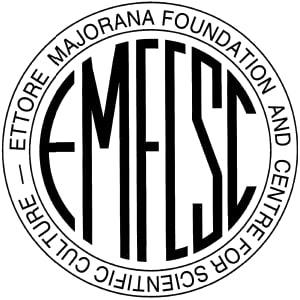 ETTORE MAJORANA FOUNDATION AND CENTRE FOR SCIENTIFIC CULTURE —
EMFCSC